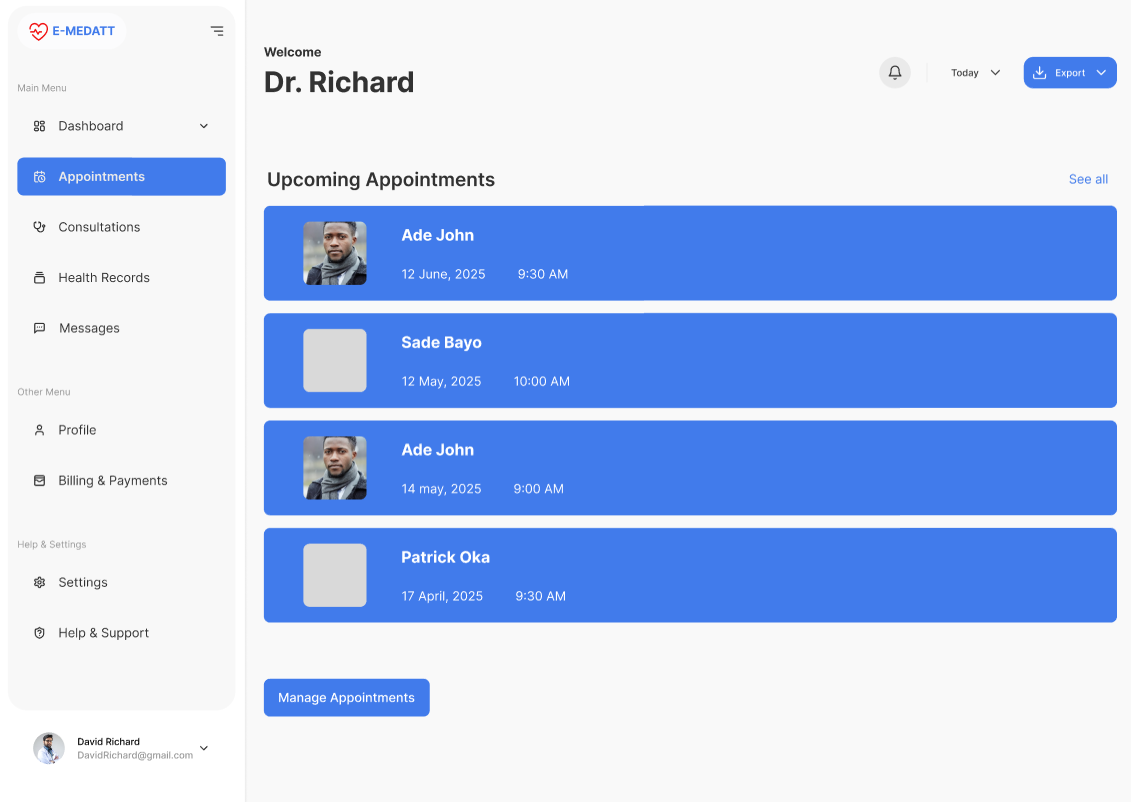 E-MEDATT
Main Menu
Dashboard
Appointments
Consultations
Health Records
Messages
Other Menu
Profile
Billing & Payments
Help & Settings
Settings
Help & Support
David Richard
DavidRichard@gmail.com
Welcome
Dr. Richard
Today
Export
Upcoming Appointments
See all
Ade John
12 June, 2025 9:30 AM
Sade Bayo
12 May, 2025 10:00 AM
Ade John
14 may, 2025 9:00 AM
Patrick Oka
17 April, 2025 9:30 AM
Manage Appointments